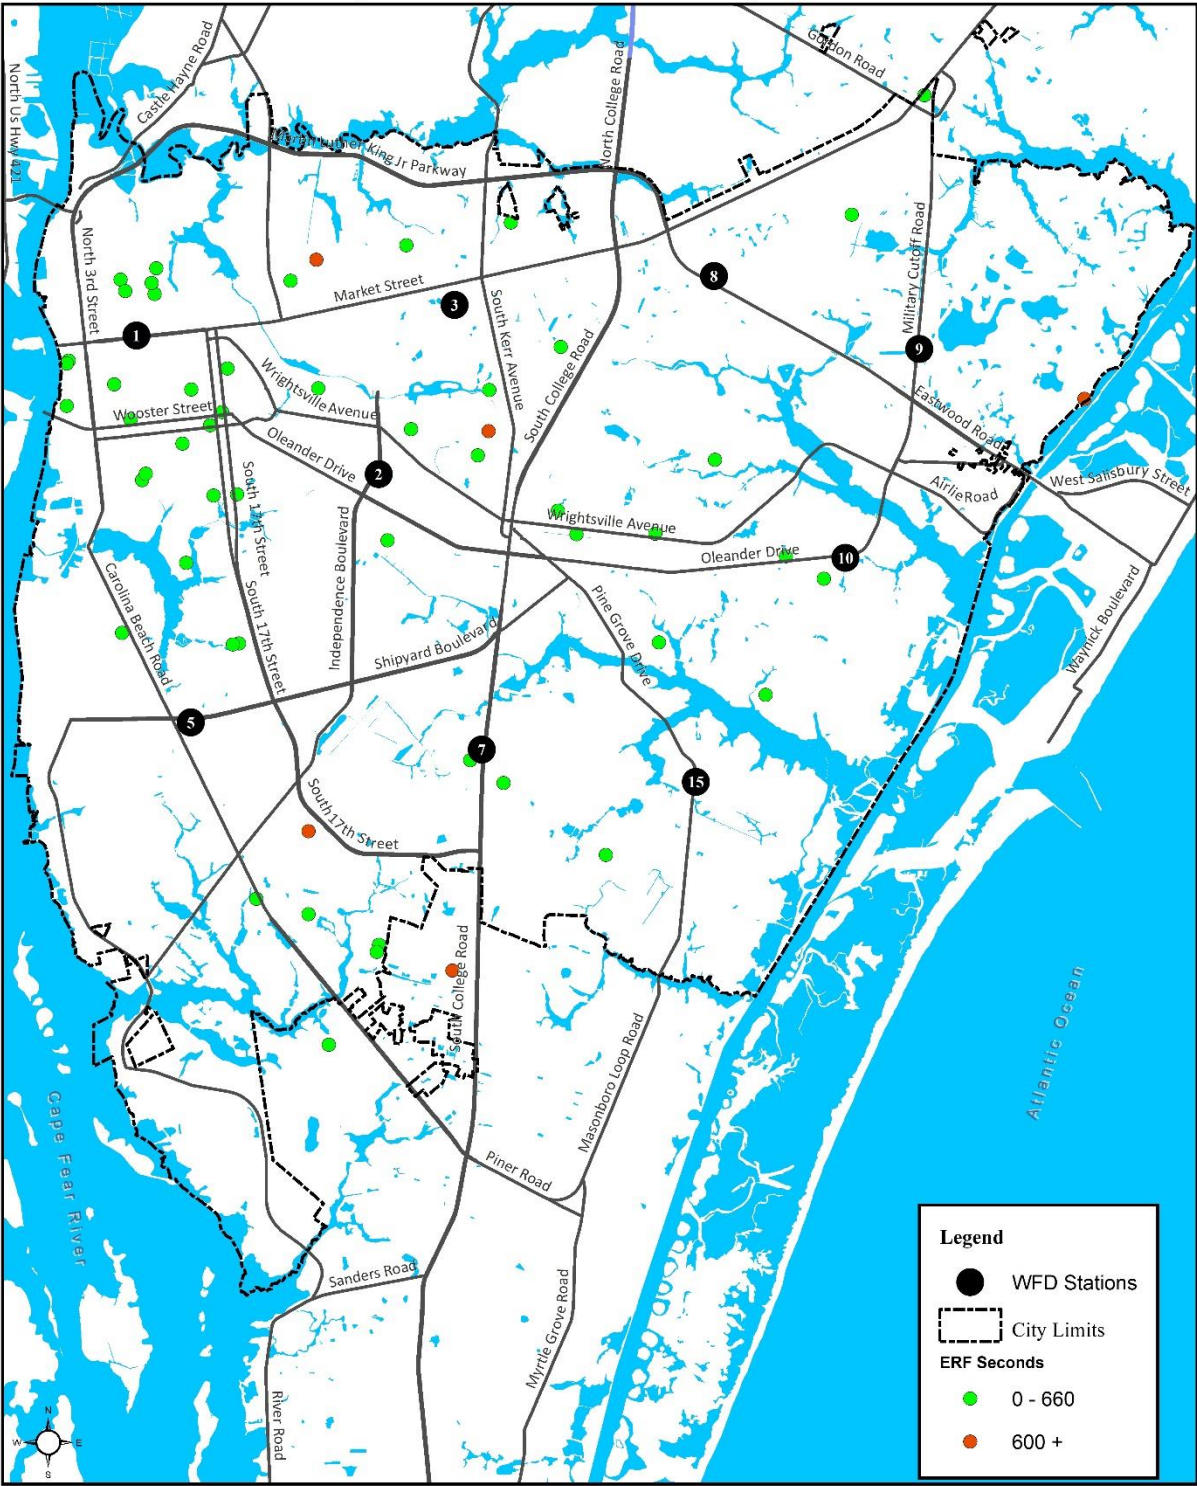 Gordon Road
Castle Hayne Road
North College Road
North Us Hwy 421
Martin Luther King Jr Parkway
North 3rd Street
Military Cutoff Road
8
Market Street
3
South Kerr Avenue
1
South College Road
9
Wrightsville Avenue
Eastwood Road
Wooster Street
Oleander Drive
2
South 17th Street
Airlie Road
West Salisbury Street
Independence Boulevard
Wrightsville Avenue
Oleander Drive
10
Carolina Beach Road
South 17th Street
Pine Grove Drive
Shipyard Boulevard
Waynick Boulevard
5
7
15
South 17th Street
South College Road
Masonboro Loop Road
Atlantic Ocean
Cape Fear River
Piner Road
Sanders Road
Myrtle Grove Road
River Road
N
W
E
S
Legend
WFD Stations
City Limits
ERF Seconds
0 - 660
600 +